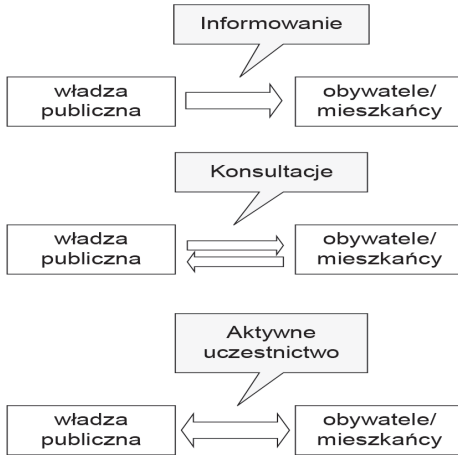 Informowanie
władza
publiczna
obywatele/
mieszkańcy
Konsultacje
władza
publiczna
obywatele/
mieszkańcy
Aktywne
uczestnictwo
władza
publiczna
obywatele/
mieszkańcy